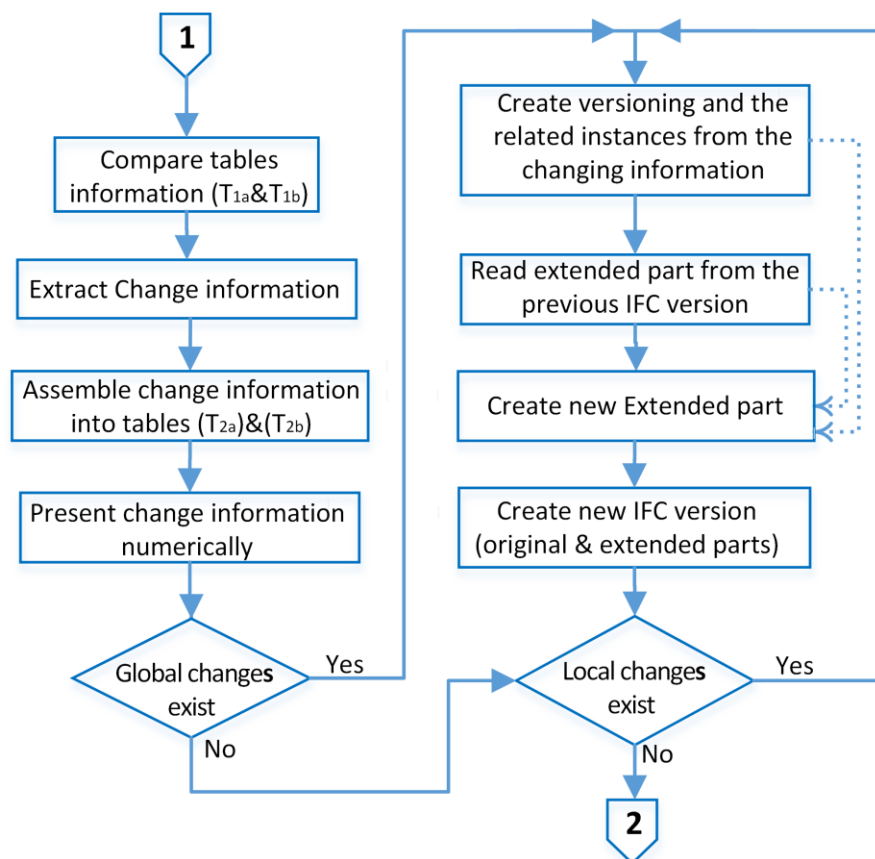 1
Compare tables
information (T1a&T1b)
Extract Change information
Assemble change information
into tables (T2a)&(T2b)
Present change information
numerically
Global changes
exist
Yes
No
Create versioning and the
related instances from the
changing information
Read extended part from the
previous IFC version
Create new Extended part
Create new IFC version
(original & extended parts)
Local changes
exist
Yes
No
2